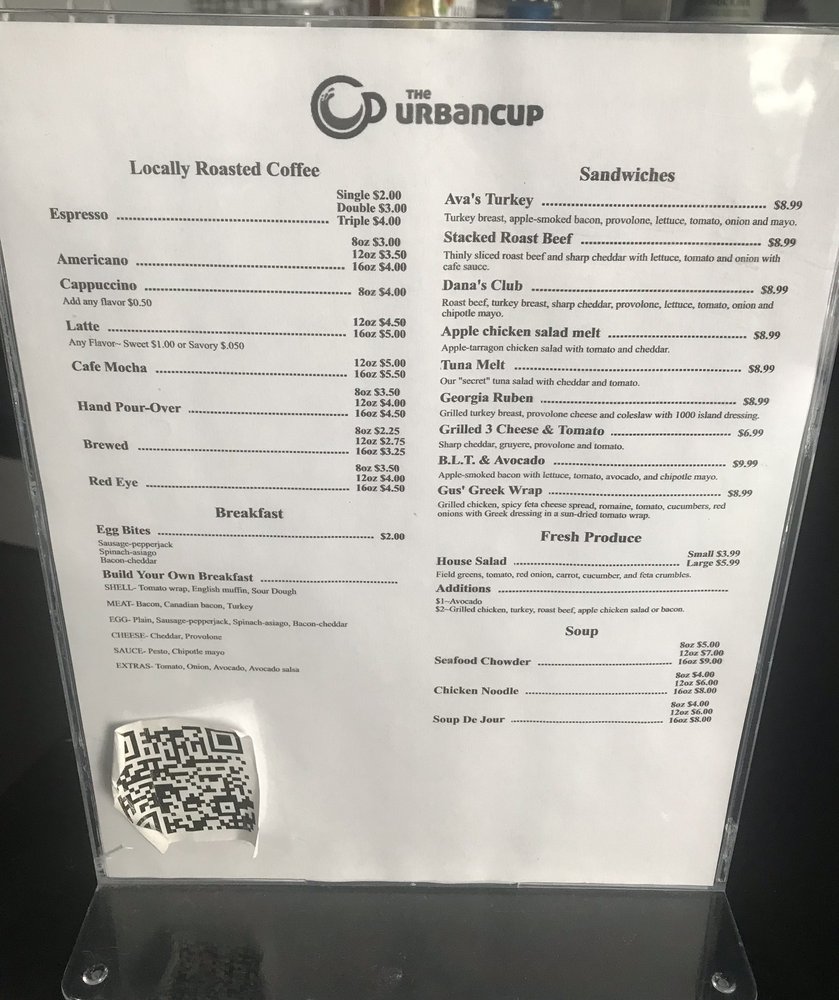 THE
URBANCUP
Locally Roasted Coffee
Espresso
Single $2.00
Double $3.00
Triple $4.00
Americano
8oz $3.00
12oz $3.50
16oz $4.00
Cappuccino 8oz $4.00
Add any flavor $0.50
Latte
12oz $4.50
16oz $5.00
Any Flavor~ Sweet $1.00 or Savory $.050
Cafe Mocha
12oz $5.00
16oz $5.50
Hand Pour-Over
8oz $3.50
12oz $4.00
16oz $4.50
Brewed
8oz $2.25
12oz $2.75
16oz $3.25
Red Eye
8oz $3.50
12oz $4.00
16oz $4.50
Breakfast
Egg Bites $2.00
Sausage-pepperjack
Spinach-asiago
Bacon-cheddar
Build Your Own Breakfast
SHELL- Tomato wrap, English muffin, Sour Dough
MEAT- Bacon, Canadian bacon, Turkey
EGG- Plain, Sausage-pepperjack, Spinach-asiago, Bacon-cheddar
CHEESE- Cheddar, Provolone
SAUCE- Pesto, Chipotle mayo
EXTRAS- Tomato, Onion, Avocado, Avocado salsa
Sandwiches
Ava's Turkey $8.99
Turkey breast, apple-smoked bacon, provolone, lettuce, tomato, onion and mayo.
Stacked Roast Beef $8.99
Thinly sliced roast beef and sharp cheddar with lettuce, tomato and onion with
cafe sauce.
Dana's Club $8.99
Roast beef, turkey breast, sharp cheddar, provolone, lettuce, tomato, onion and
chipotle mayo.
Apple chicken salad melt $8.99
Apple-tarragon chicken salad with tomato and cheddar.
Tuna Melt $8.99
Our "secret" tuna salad with cheddar and tomato.
Georgia Ruben $8.99
Grilled turkey breast, provolone cheese and coleslaw with 1000 island dressing.
Grilled 3 Cheese & Tomato $6.99
Sharp cheddar, gruyere, provolone and tomato.
B.L.T. & Avocado $9.99
Apple-smoked bacon with lettuce, tomato, avocado, and chipotle mayo.
Gus' Greek Wrap $8.99
Grilled chicken, spicy feta cheese spread, romaine, tomato, cucumbers, red
onions with Greek dressing in a sun-dried tomato wrap.
Fresh Produce
House Salad
Small $3.99
Large $5.99
Field greens, tomato, red onion, carrot, cucumber, and feta crumbles.
Additions
$1~Avocado
$2~Grilled chicken, turkey, roast beef, apple chicken salad or bacon.
Soup
Seafood Chowder
8oz $5.00
12oz $7.00
16oz $9.00
Chicken Noodle
8oz $4.00
12oz $6.00
16oz $8.00
Soup De Jour
8oz $4.00
12oz $6.00
16oz $8.00